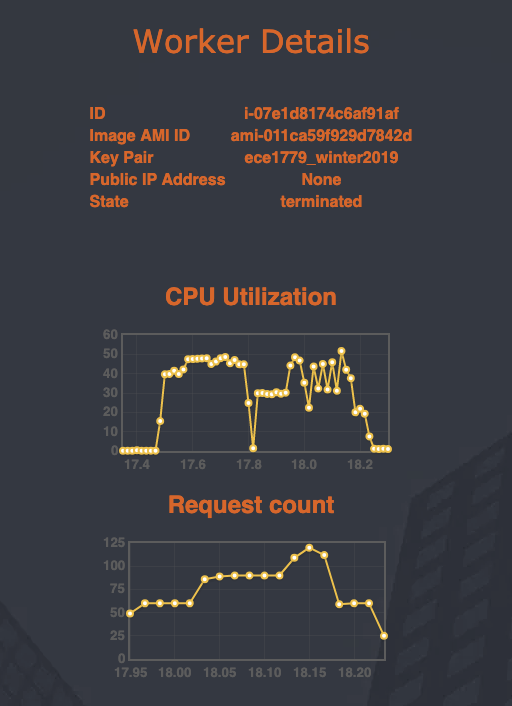 Worker Details
ID i-07e1d8174c6af91af
Image AMI ID ami-011ca59f929d7842d
Key Pair ece1779_winter2019
Public IP Address None
State terminated
CPU Utilization
60
50
40
30
20
10
0
17.4 17.6 17.8 18.0 18.2
Request count
125
100
75
50
25
0
17.95 18.00 18.05 18.10 18.15 18.20